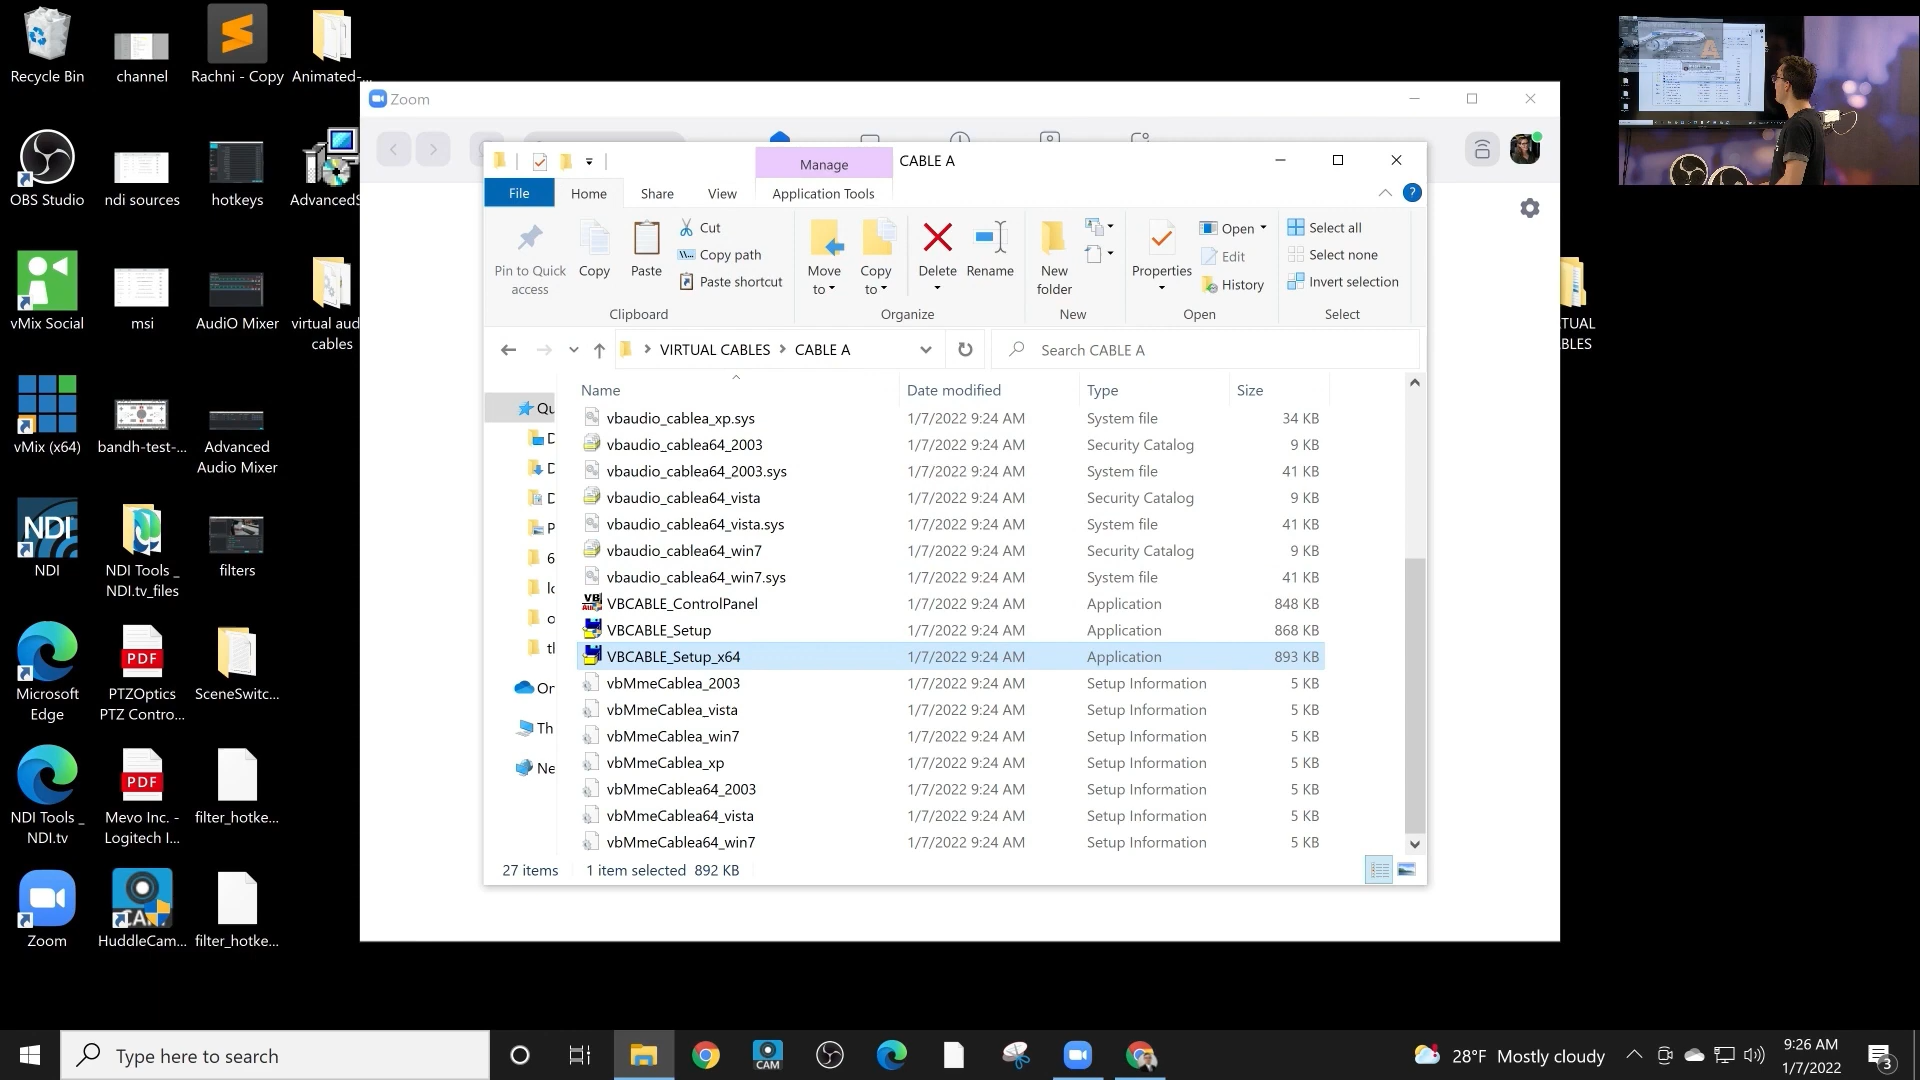 Recycle Bin
channel
Rachni - Copy
Animated-...
OBS Studio
ndi sources
hotkeys
AdvancedS
vMix Social
msi
AudiO Mixer
virtual aud
cables
vMix (x64)
bandh-test-...
Advanced
Audio Mixer
NDI
NDI
NDI Tools _
NDI.tv_files
filters
Microsoft
Edge
PDF
PTZOptics
PTZ Contro...
SceneSwitc...
NDI Tools _
NDI.tv
PDF
Mevo Inc. -
Logitech I...
filter_hotke...
Zoom
CAM
HuddleCam...
filter_hotke...
TUAL
BLES
Zoom
Manage
CABLE A
File
Home
Share
View
Application Tools
Pin to Quick
access
Copy
Paste
Cut
Copy path
Paste shortcut
Clipboard
Move
to
Copy
to
Delete
Rename
Organize
New
folder
New
Properties
Open
Edit
History
Open
Select all
Select none
Invert selection
Select
VIRTUAL CABLES > CABLE A
Search CABLE A
Qu
D
D
D
P
6
lo
o
tl
On
Th
Ne
Name Date modified Type Size
vbaudio_cablea_xp.sys 1/7/2022 9:24 AM System file 34 KB
vbaudio_cablea64_2003 1/7/2022 9:24 AM Security Catalog 9 KB
vbaudio_cablea64_2003.sys 1/7/2022 9:24 AM System file 41 KB
vbaudio_cablea64_vista 1/7/2022 9:24 AM Security Catalog 9 KB
vbaudio_cablea64_vista.sys 1/7/2022 9:24 AM System file 41 KB
vbaudio_cablea64_win7 1/7/2022 9:24 AM Security Catalog 9 KB
vbaudio_cablea64_win7.sys 1/7/2022 9:24 AM System file 41 KB
VBCABLE_ControlPanel 1/7/2022 9:24 AM Application 848 KB
VBCABLE_Setup 1/7/2022 9:24 AM Application 868 KB
VBCABLE_Setup_x64 1/7/2022 9:24 AM Application 893 KB
vbMmeCablea_2003 1/7/2022 9:24 AM Setup Information 5 KB
vbMmeCablea_vista 1/7/2022 9:24 AM Setup Information 5 KB
vbMmeCablea_win7 1/7/2022 9:24 AM Setup Information 5 KB
vbMmeCablea_xp 1/7/2022 9:24 AM Setup Information 5 KB
vbMmeCablea64_2003 1/7/2022 9:24 AM Setup Information 5 KB
vbMmeCablea64_vista 1/7/2022 9:24 AM Setup Information 5 KB
vbMmeCablea64_win7 1/7/2022 9:24 AM Setup Information 5 KB
27 items 1 item selected 892 KB
Type here to search
CAM
28°F Mostly cloudy
9:26 AM
1/7/2022
3